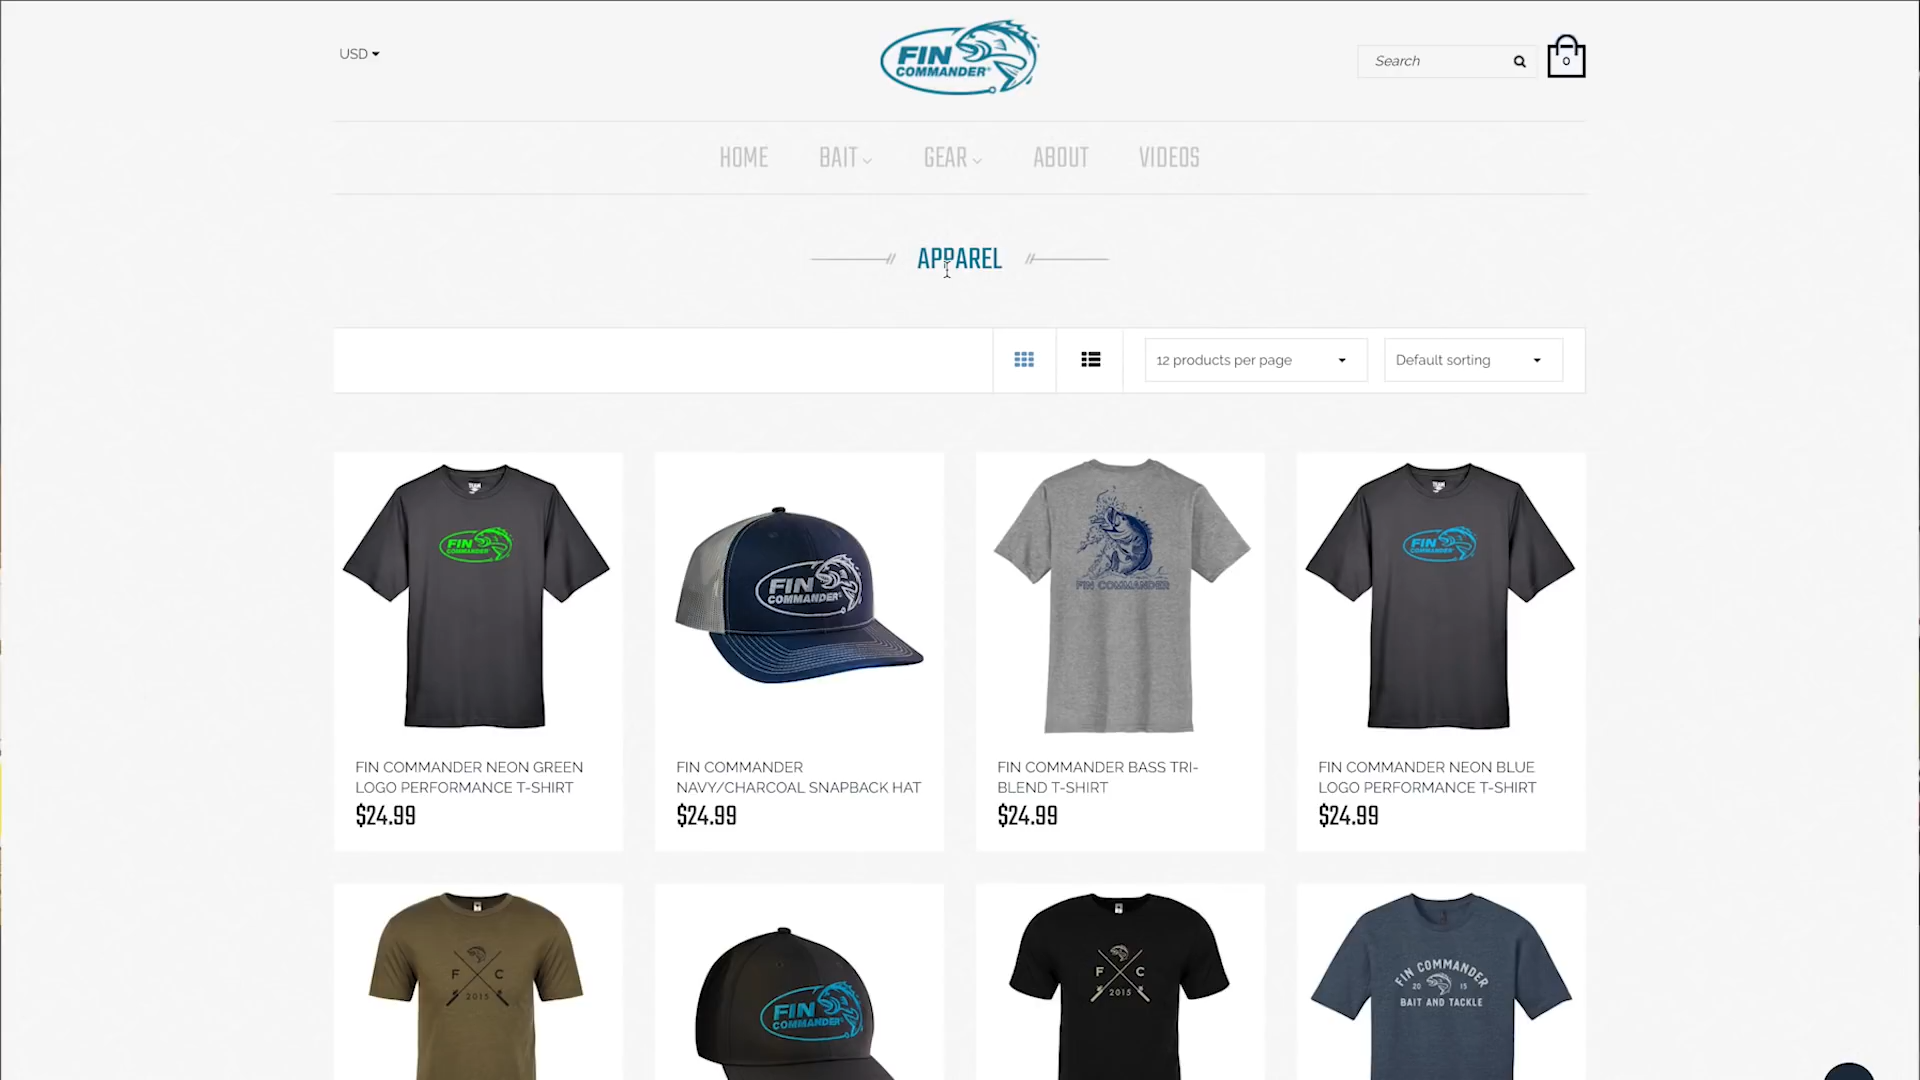 USD
FIN
COMMANDER®
Search
0
HOME
BAIT
GEAR
ABOUT
VIDEOS
APPAREL
12 products per page
Default sorting
TEAM
FIN
COMMANDER
FIN
COMMANDER
FIN COMMANDER
TEAM
FIN
COMMANDER
FIN COMMANDER NEON GREEN
LOGO PERFORMANCE T-SHIRT
$24.99
FIN COMMANDER
NAVY/CHARCOAL SNAPBACK HAT
$24.99
FIN COMMANDER BASS TRI-
BLEND T-SHIRT
$24.99
FIN COMMANDER NEON BLUE
LOGO PERFORMANCE T-SHIRT
$24.99
F C
2015
FIN
COMMANDER
F C
2015
FIN COMMANDER
20 15
BAIT AND TACKLE